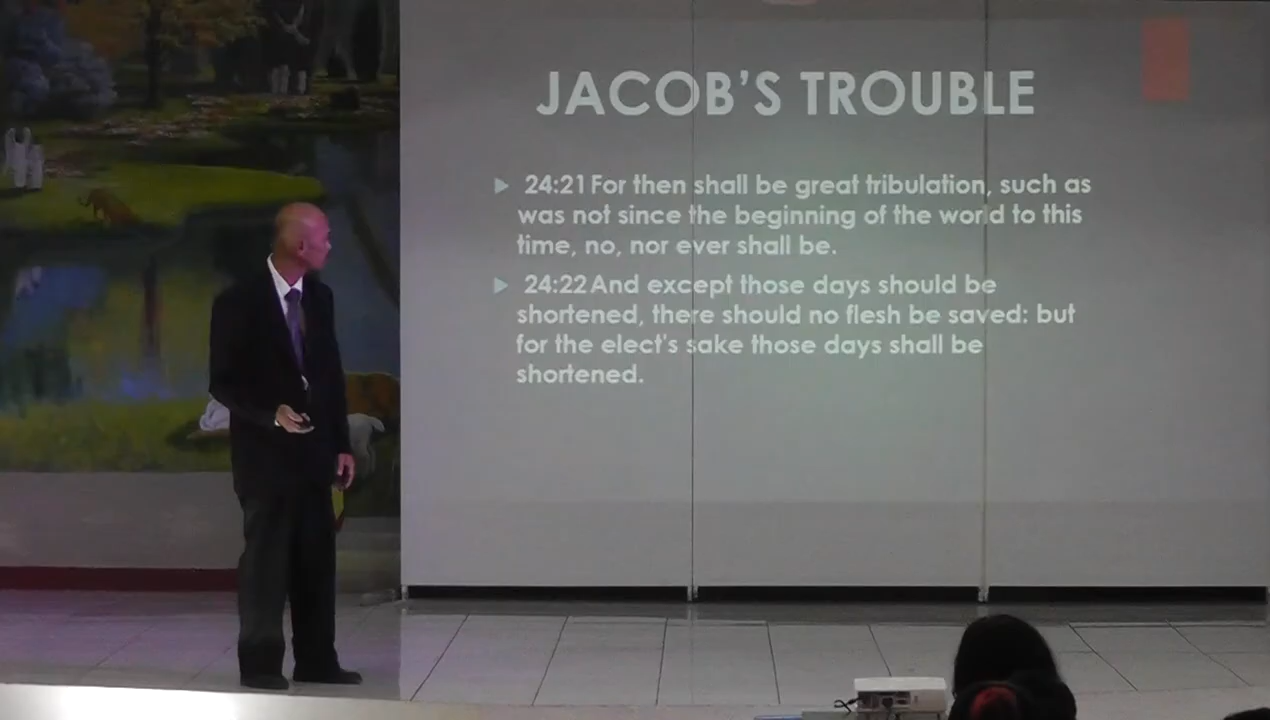 JACOB'S TROUBLE
24:21 For then shall be great tribulation, such as
was not since the beginning of the world to this
time, no, nor ever shall be.
24:22 And except those days should be
shortened, there should no flesh be saved: but
for the elect's sake those days shall be
shortened.